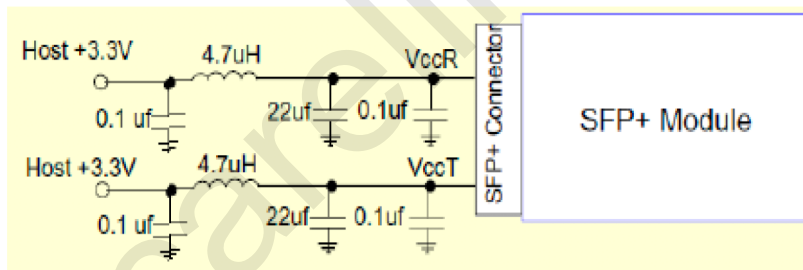 Host +3.3V
4.7uH
VccR
0.1 uf
22uf
0.1uf
Host +3.3V
4.7uH
VccT
0.1 uf
22uf
0.1uf
SFP+ Connector
SFP+ Module